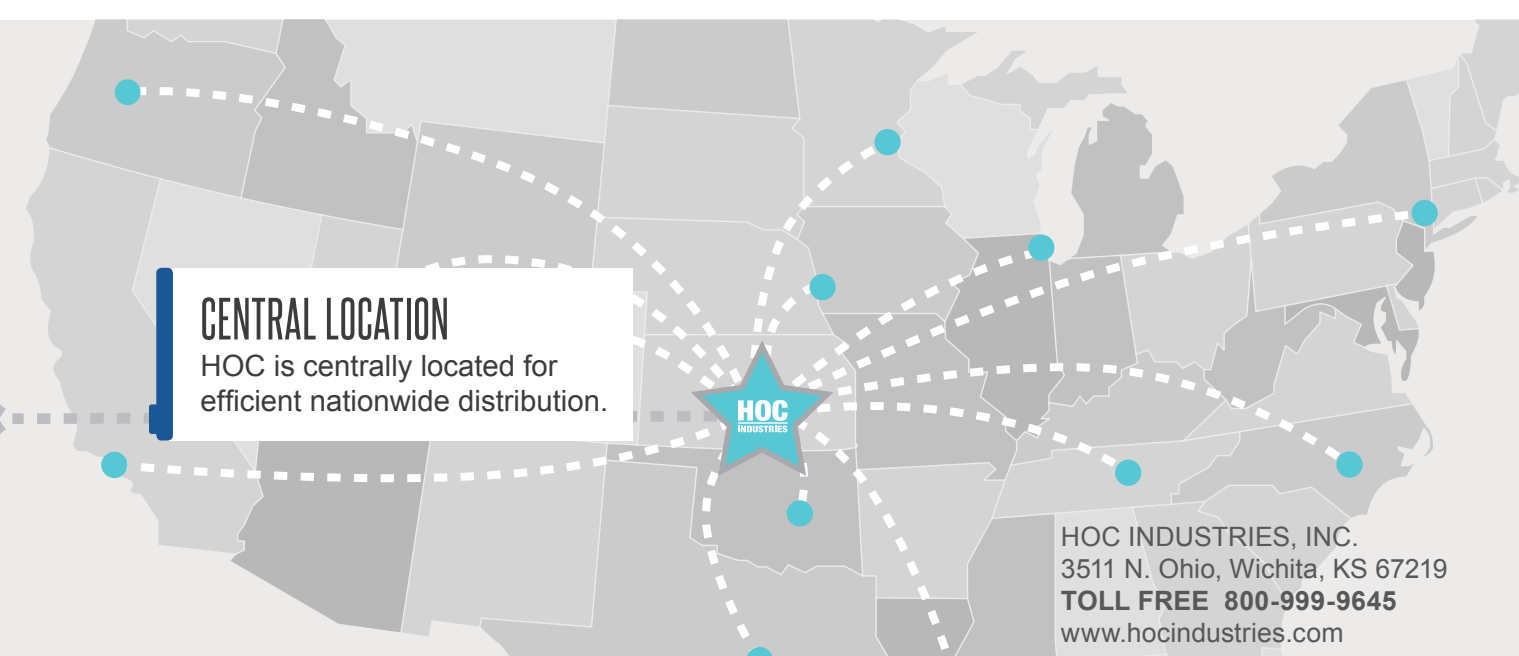 CENTRAL LOCATION
HOC is centrally located for
efficient nationwide distribution.
HOC
INDUSTRIES
HOC INDUSTRIES, INC.
3511 N. Ohio, Wichita, KS 67219
TOLL FREE  800-999-9645
www.hocindustries.com